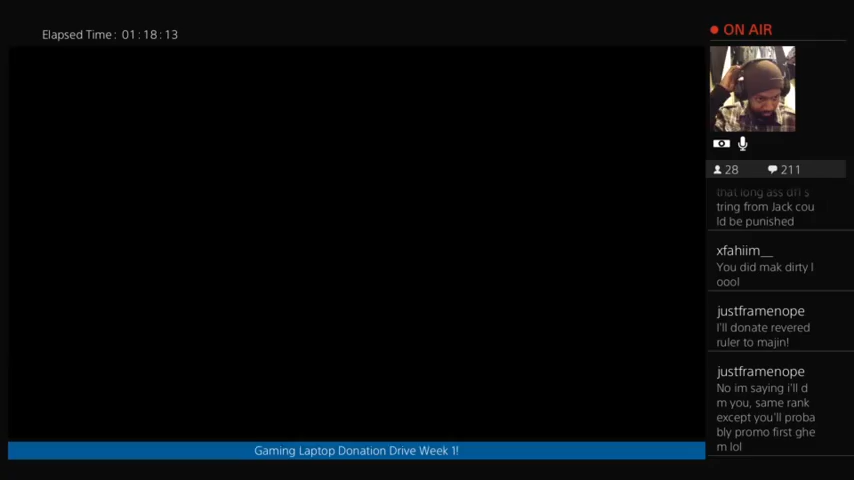 Elapsed Time: 01:18:13
ON AIR
28 211
that long ass df1 s
tring from Jack cou
ld be punished
xfahiim__
You did mak dirty l
oool
justframenope
I'll donate revered
ruler to majin!
justframenope
No im saying i'll d
m you, same rank
except you'll proba
bly promo first ghe
m lol
Gaming Laptop Donation Drive Week 1!